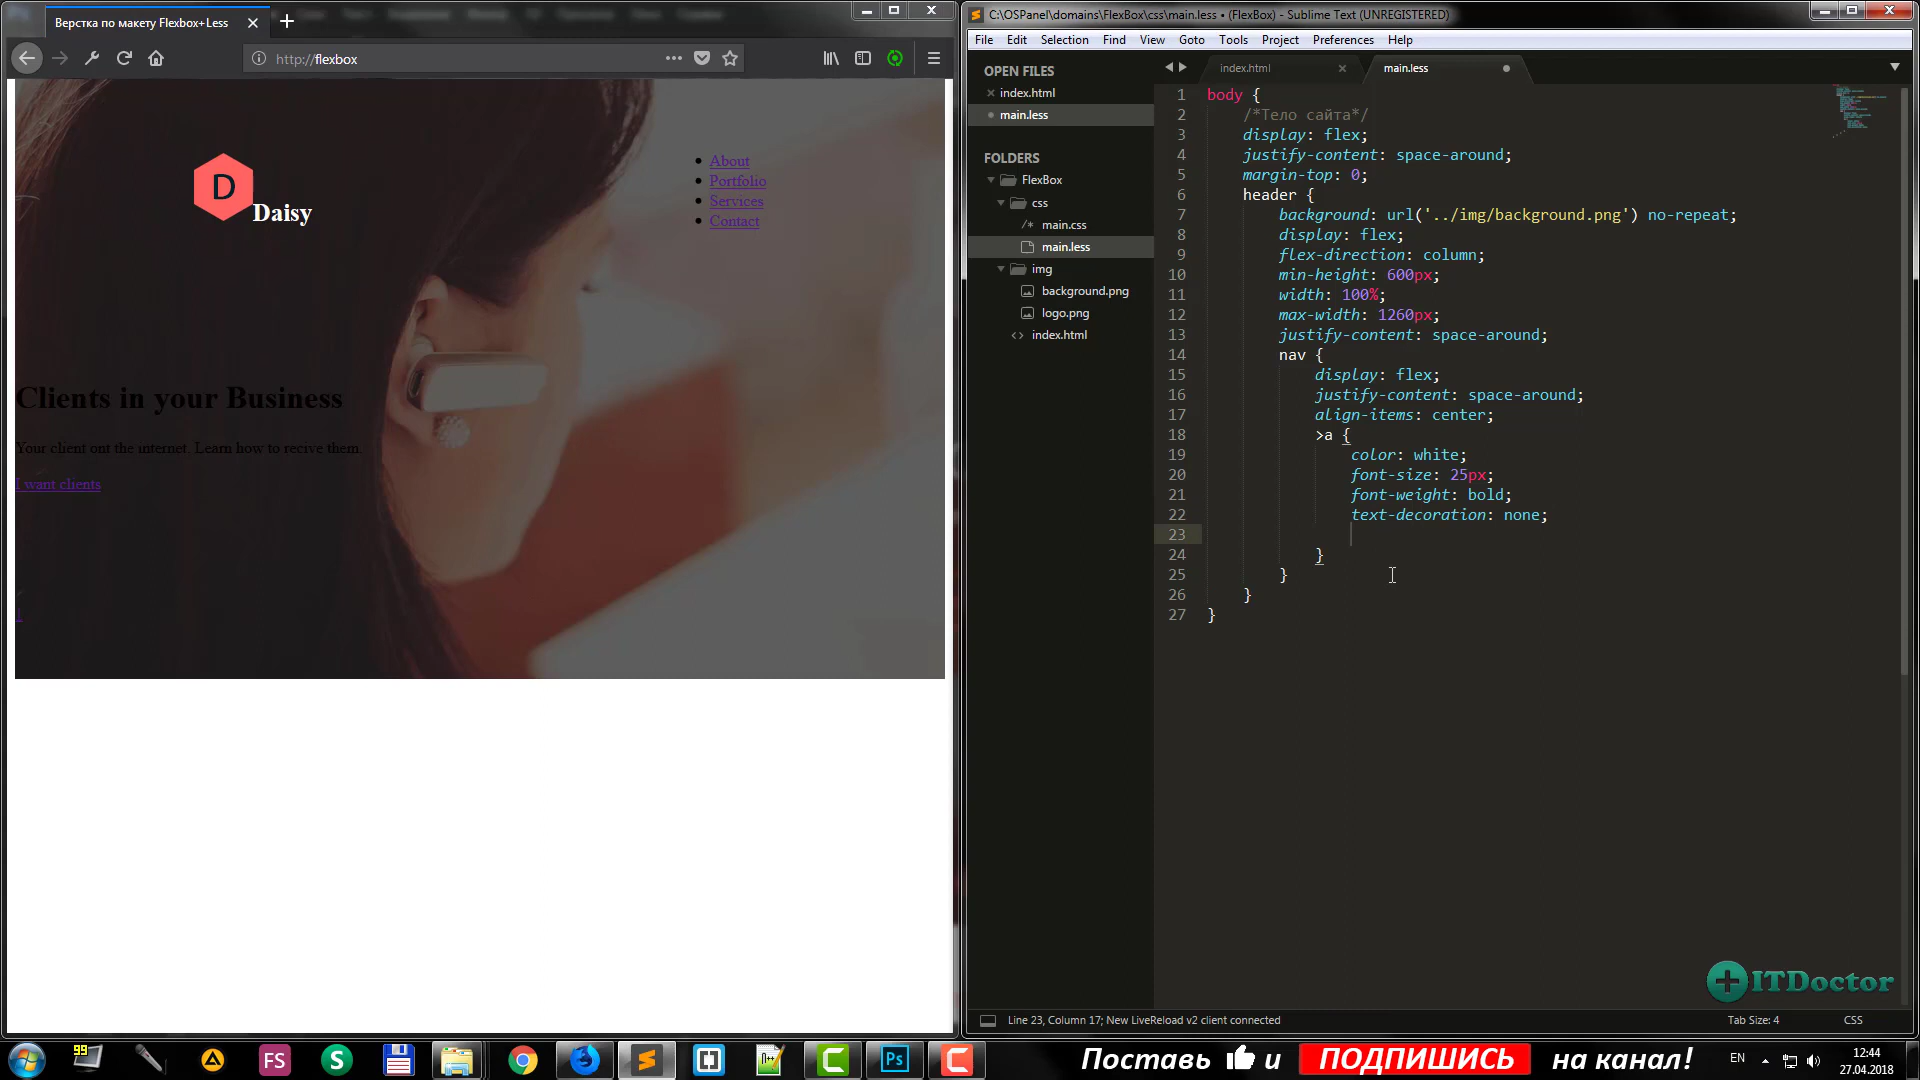 Верстка по макету Flexbox+Less
http://flexbox
D
Daisy
About
Portfolio
Services
Contact
Clients in your Business
Your client ont the internet. Learn how to recive them.
I want clients
C:\OSPanel\domains\FlexBox\css\main.less • (FlexBox) - Sublime Text (UNREGISTERED)
File Edit Selection Find View Goto Tools Project Preferences Help
OPEN FILES
index.html
main.less
FOLDERS
FlexBox
css
/* main.css
main.less
img
background.png
logo.png
<> index.html
index.html
main.less
1 body {
2 /*Тело сайта*/
3 display: flex;
4 justify-content: space-around;
5 margin-top: 0;
6 header {
7 background: url('../img/background.png') no-repeat;
8 display: flex;
9 flex-direction: column;
10 min-height: 600px;
11 width: 100%;
12 max-width: 1260px;
13 justify-content: space-around;
14 nav {
15 display: flex;
16 justify-content: space-around;
17 align-items: center;
18 >a {
19 color: white;
20 font-size: 25px;
21 font-weight: bold;
22 text-decoration: none;
23
24 }
25 }
26 }
27 }
ITDoctor
Line 23, Column 17; New LiveReload v2 client connected
Tab Size: 4
CSS
99
FS
S
Ps
Поставь и ПОДПИШИСЬ на канал!
EN
12:44
27.04.2018